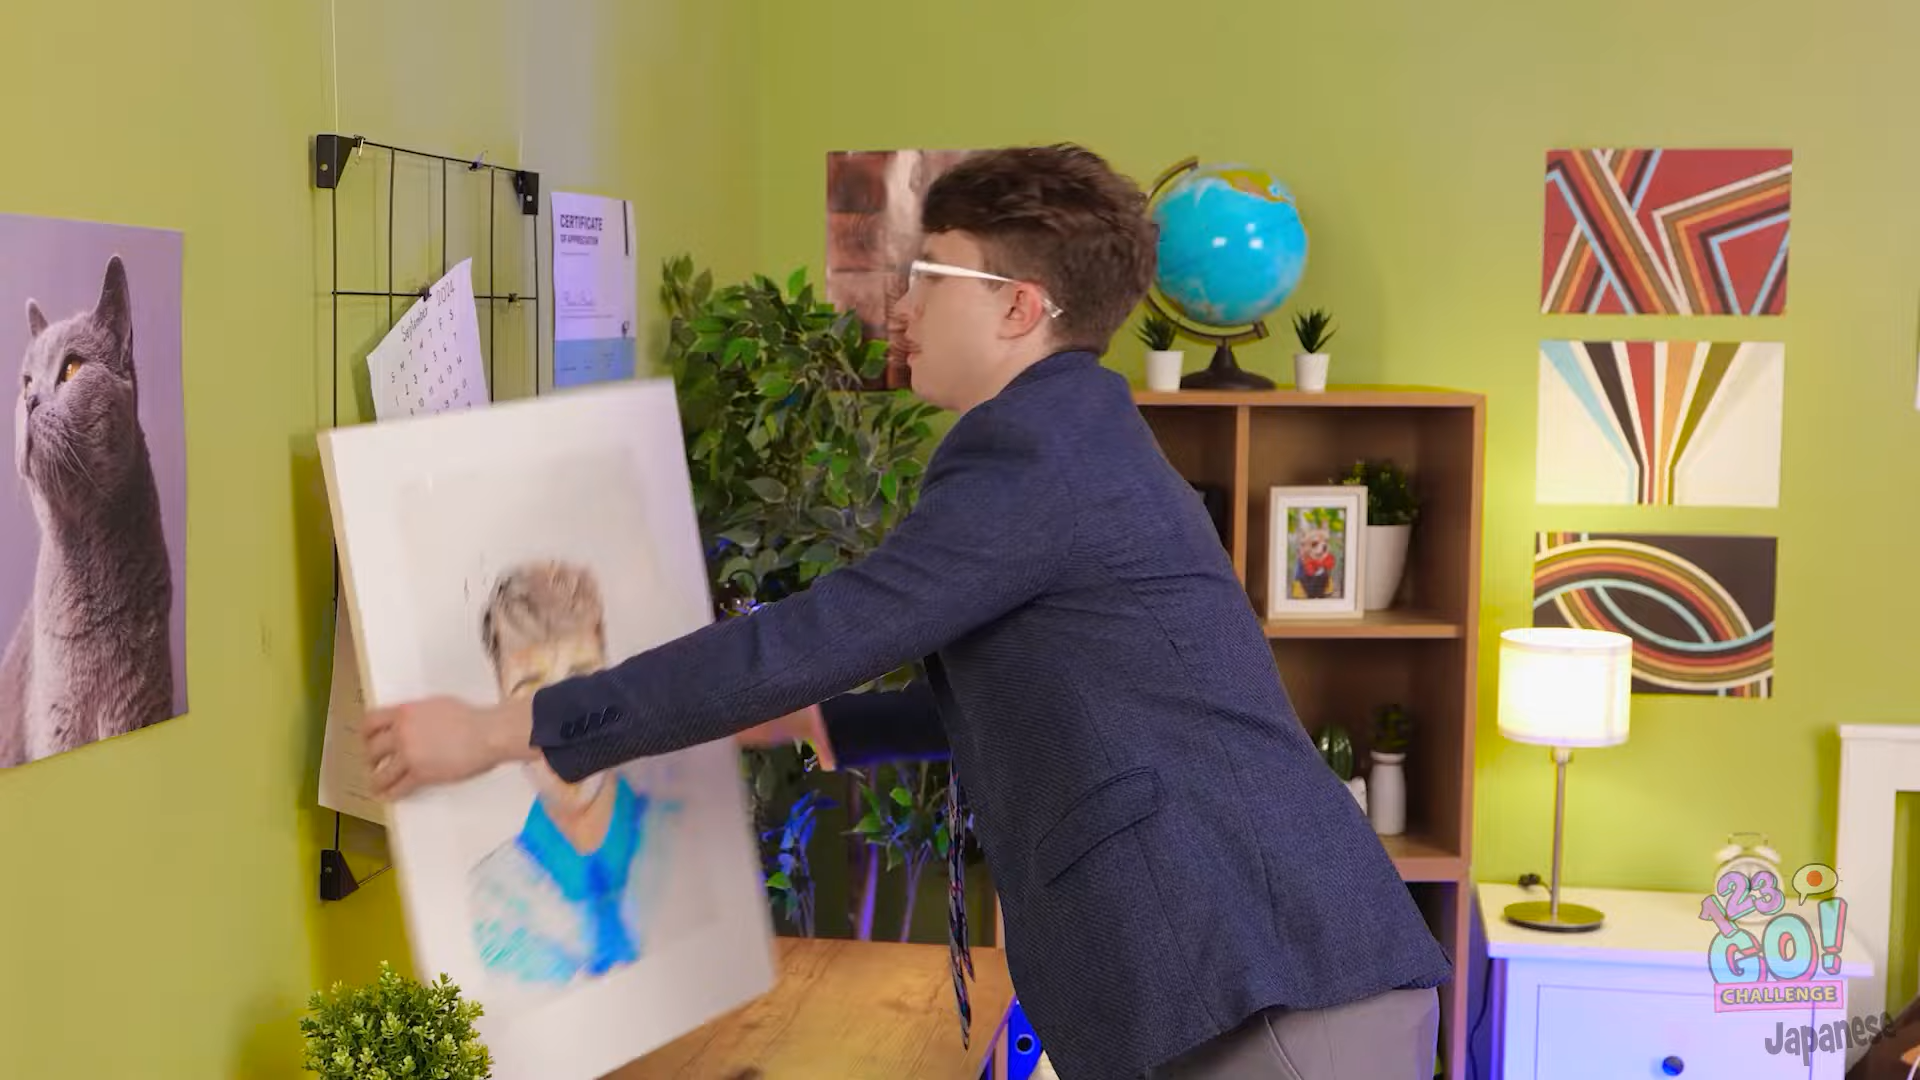 CERTIFICATE
OF APPRECIATION
September 2024
S M T W T F S
123
GO!
CHALLENGE
Japanese